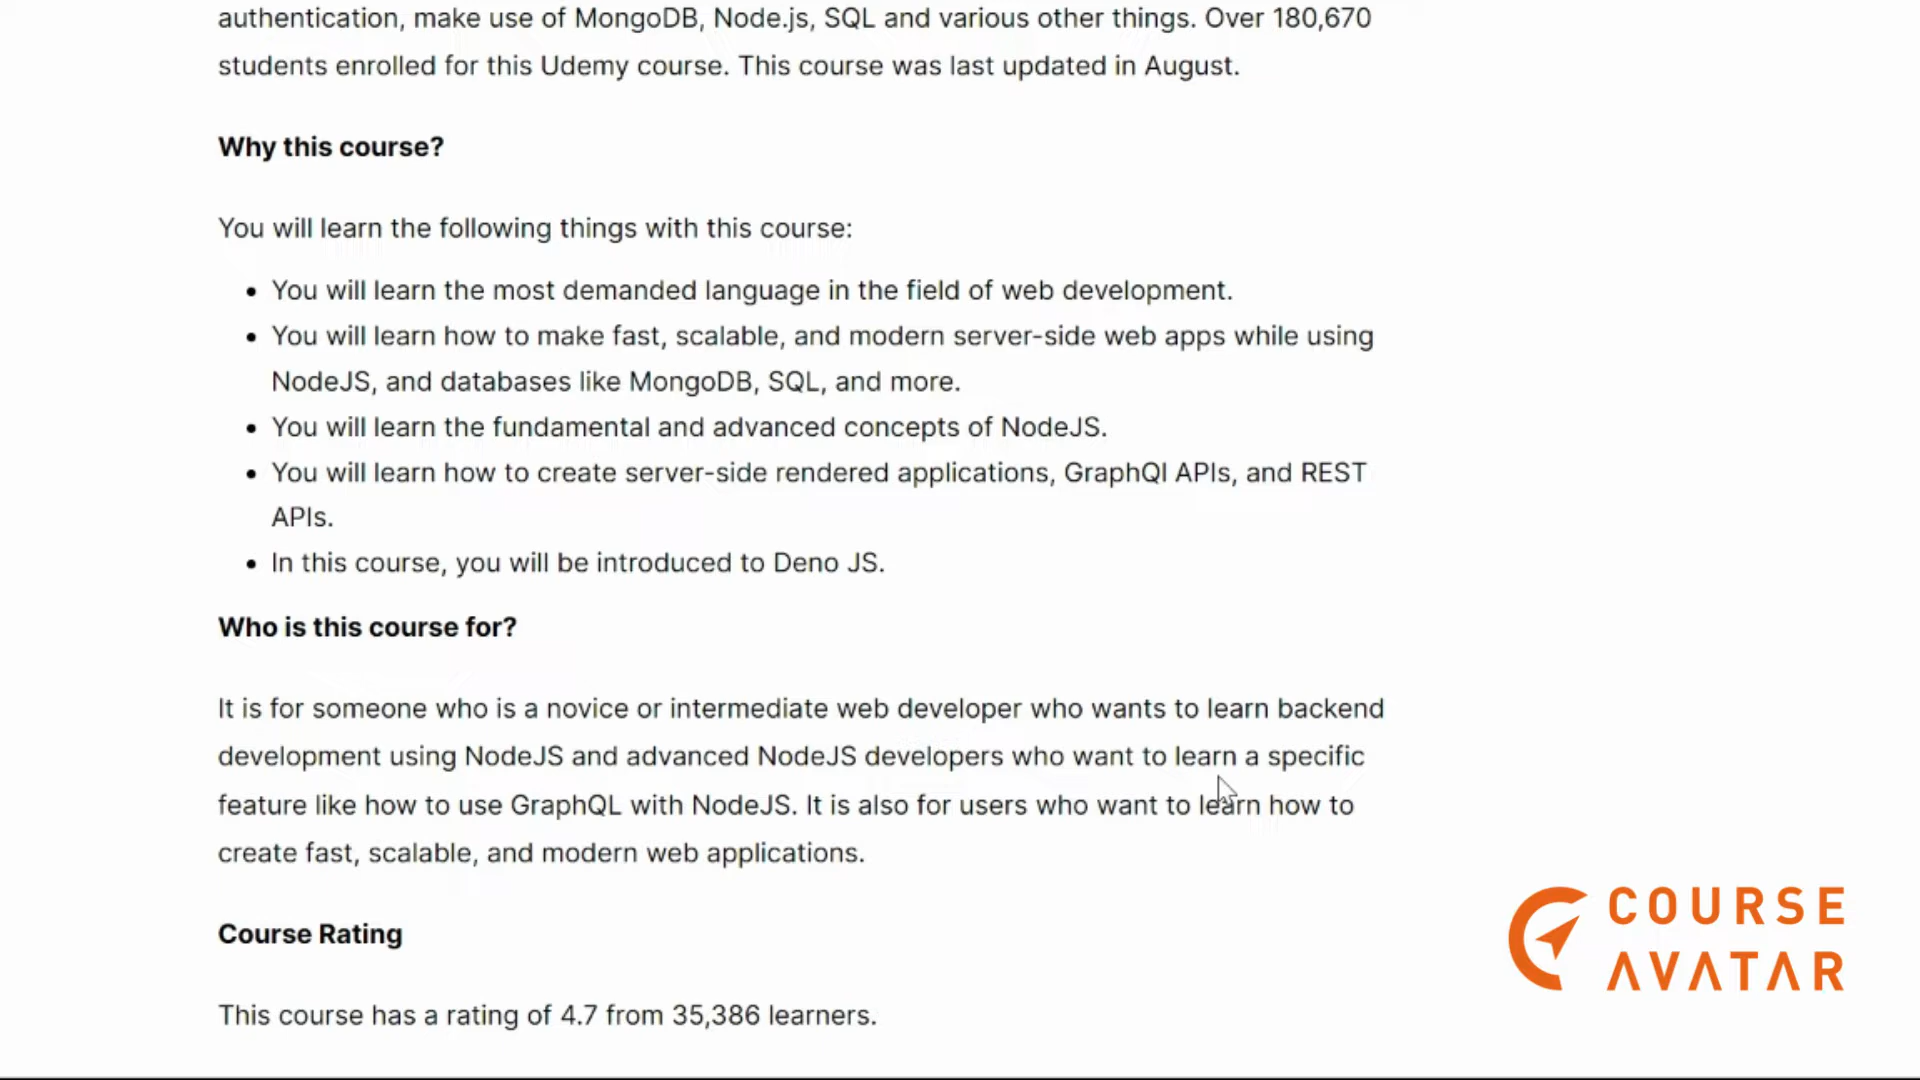 authentication, make use of MongoDB, Node.js, SQL and various other things. Over 180,670
students enrolled for this Udemy course. This course was last updated in August.
Why this course?
You will learn the following things with this course:
• You will learn the most demanded language in the field of web development.
• You will learn how to make fast, scalable, and modern server-side web apps while using
NodeJS, and databases like MongoDB, SQL, and more.
• You will learn the fundamental and advanced concepts of NodeJS.
• You will learn how to create server-side rendered applications, GraphQl APIs, and REST
APIs.
• In this course, you will be introduced to Deno JS.
Who is this course for?
It is for someone who is a novice or intermediate web developer who wants to learn backend
development using NodeJS and advanced NodeJS developers who want to learn a specific
feature like how to use GraphQL with NodeJS. It is also for users who want to learn how to
create fast, scalable, and modern web applications.
Course Rating
This course has a rating of 4.7 from 35,386 learners.
COURSE
AVATAR